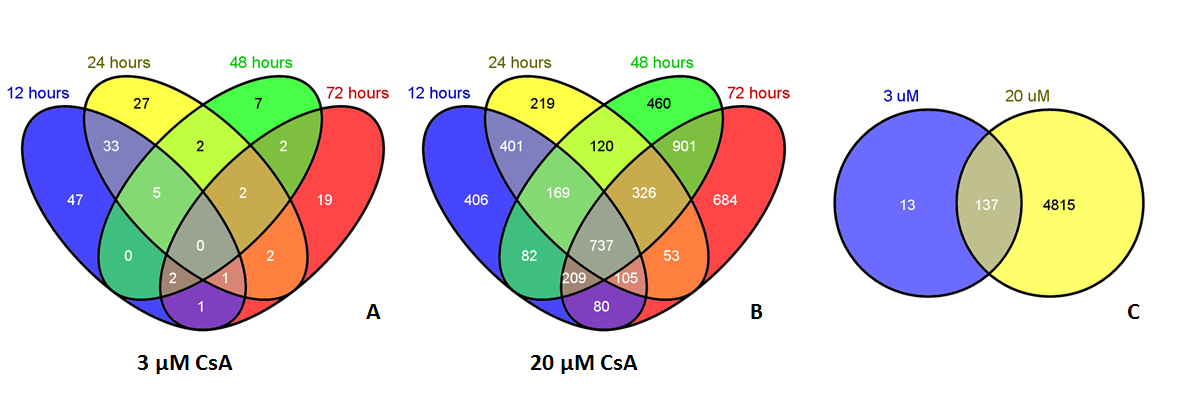 24 hours 48 hours 24 hours 48 hours
12 hours 72 hours 12 hours 72 hours 3 uM 20 uM
27 7 219 460
33 2 2 401 120 901
47 5 2 19 406 169 326 684 13 137 4815
0 0 2 82 737 53
2 1 209 105
1 80
A B C
3 µM CsA 20 µM CsA